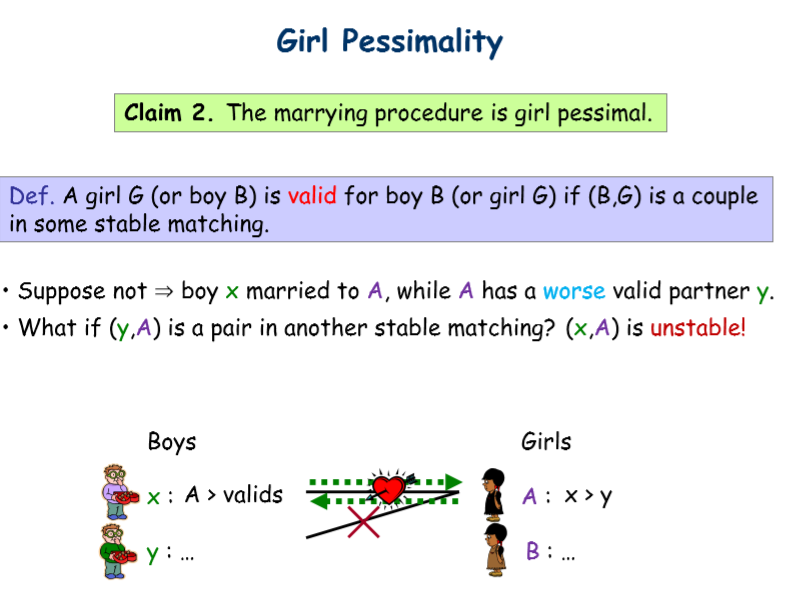 Girl Pessimality
Claim 2. The marrying procedure is girl pessimal.
Def. A girl G (or boy B) is valid for boy B (or girl G) if (B,G) is a couple
in some stable matching.
• Suppose not ⇒ boy x married to A, while A has a worse valid partner y.
• What if (y,A) is a pair in another stable matching? (x,A) is unstable!
Boys
Girls
x : A > valids
A : x > y
y : ...
B : ...